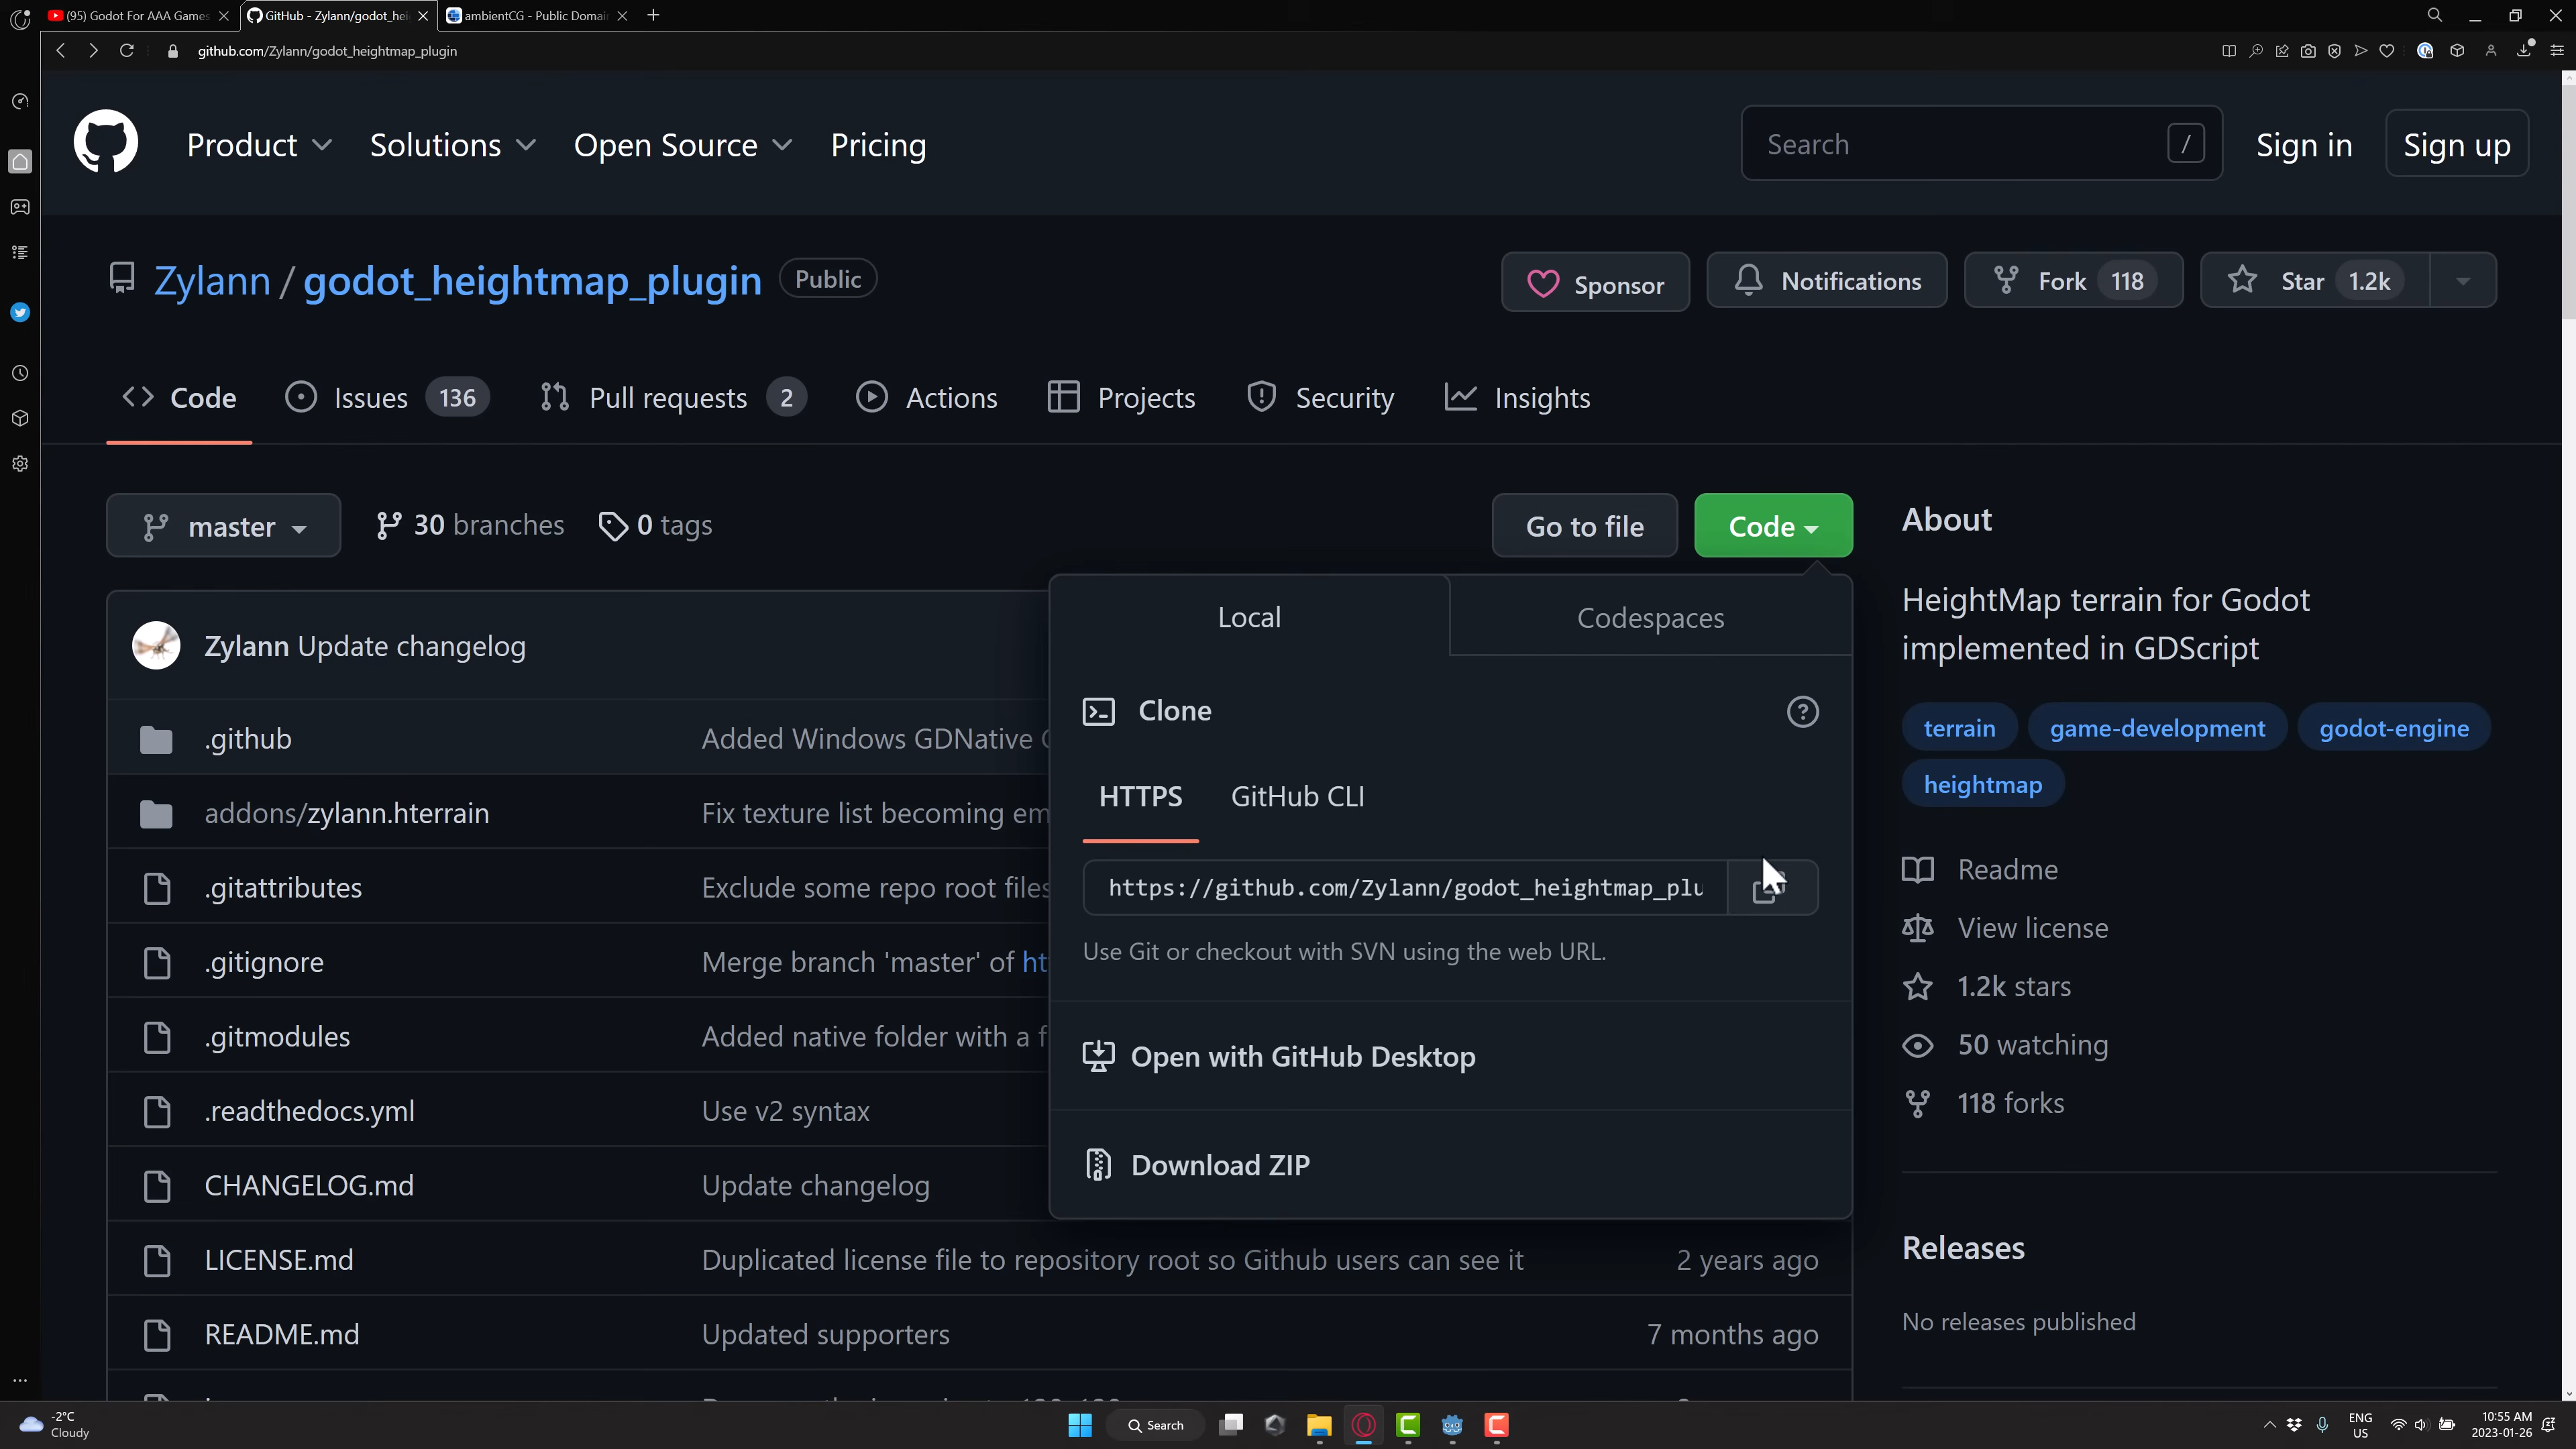 (95) Godot For AAA Games
GitHub - Zylann/godot_hei
ambientCG - Public Domai
github.com/Zylann/godot_heightmap_plugin
Product
Solutions
Open Source
Pricing
Search
/
Sign in
Sign up
Zylann / godot_heightmap_plugin
Public
Sponsor
Notifications
Fork 118
Star 1.2k
Code
Issues 136
Pull requests 2
Actions
Projects
Security
Insights
master
30 branches
0 tags
Go to file
Code
Zylann Update changelog
.github
Added Windows GDNative
addons/zylann.hterrain
Fix texture list becoming em
.gitattributes
Exclude some repo root files
.gitignore
Merge branch 'master' of ht
.gitmodules
Added native folder with a f
.readthedocs.yml
Use v2 syntax
CHANGELOG.md
Update changelog
LICENSE.md
Duplicated license file to repository root so Github users can see it
2 years ago
README.md
Updated supporters
7 months ago
Local
Codespaces
Clone
HTTPS
GitHub CLI
https://github.com/Zylann/godot_heightmap_plu
Use Git or checkout with SVN using the web URL.
Open with GitHub Desktop
Download ZIP
About
HeightMap terrain for Godot
implemented in GDScript
terrain
game-development
godot-engine
heightmap
Readme
View license
1.2k stars
50 watching
118 forks
Releases
No releases published
-2°C
Cloudy
Search
ENG
US
10:55 AM
2023-01-26